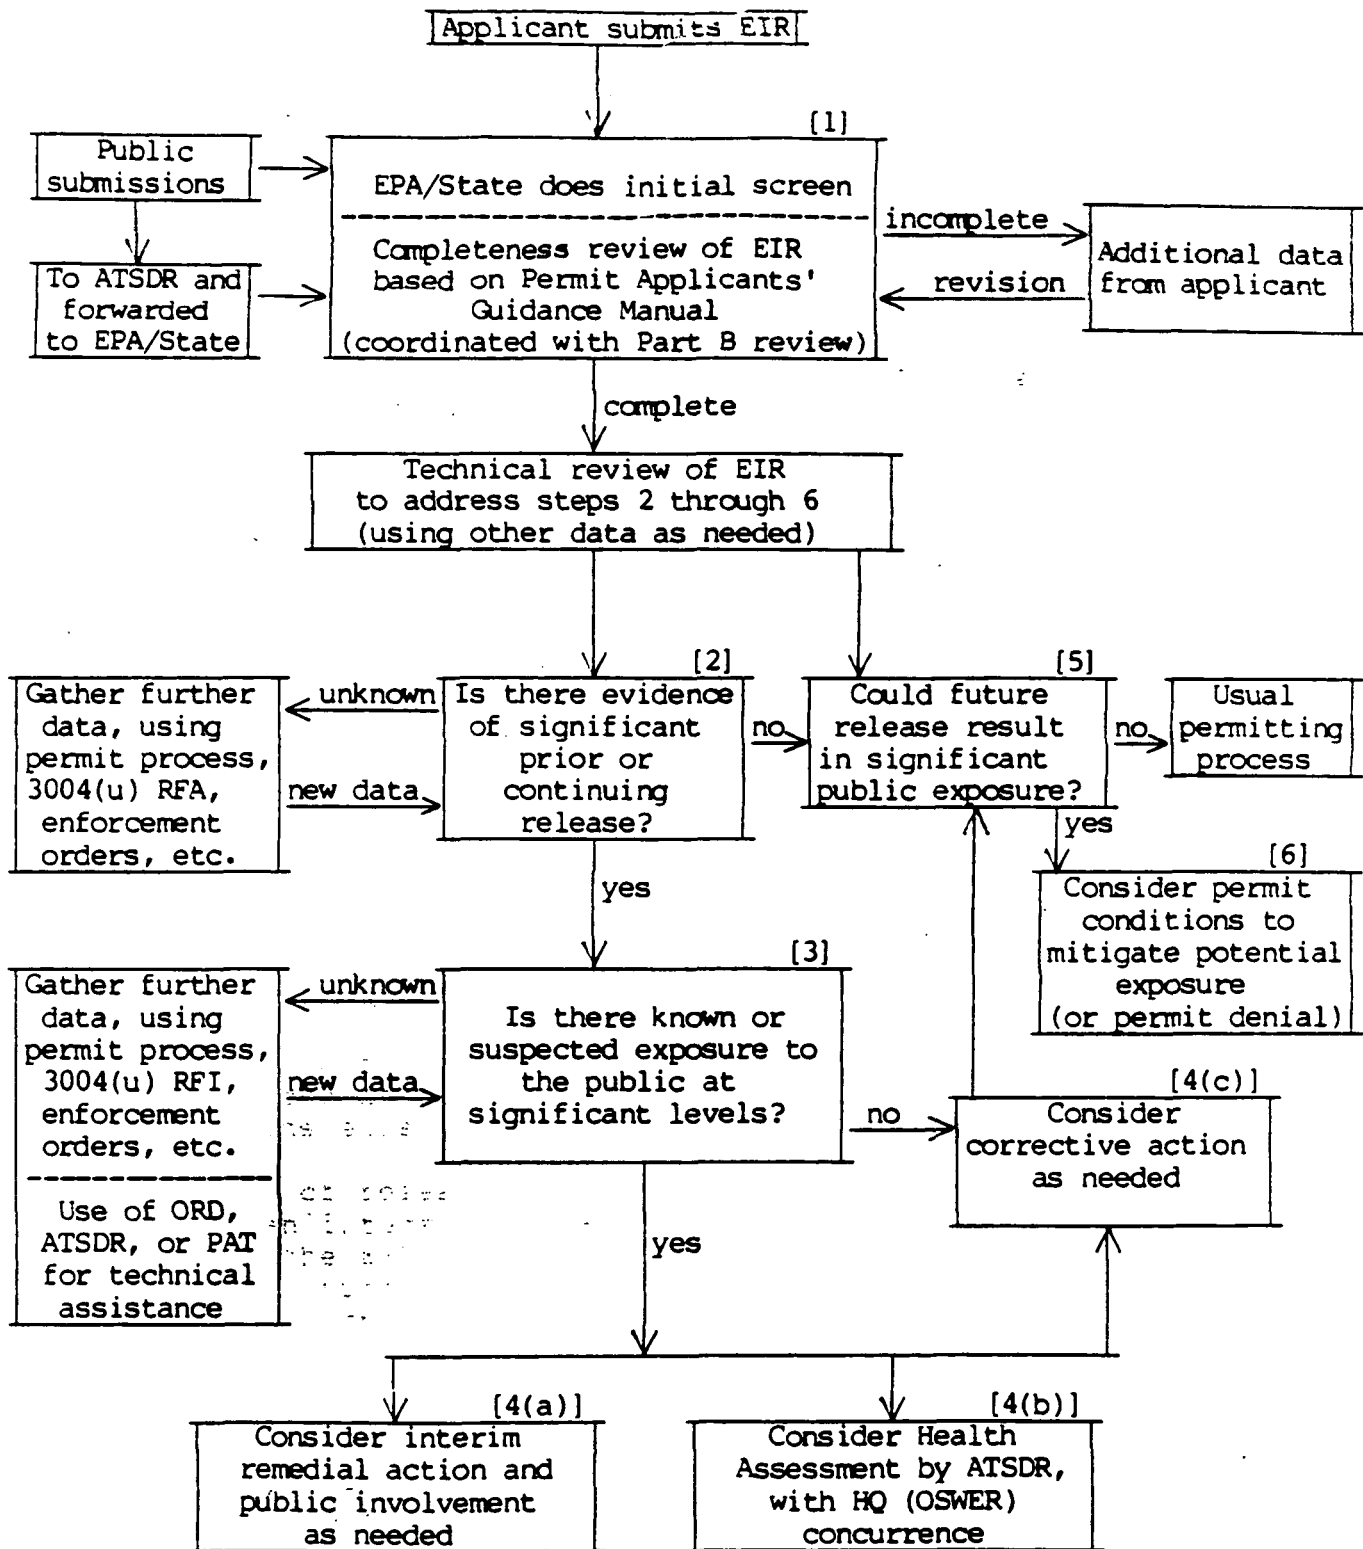 Applicant submits EIR
[1]
Public
submissions
EPA/State does initial screen
To ATSDR and
forwarded
to EPA/State
Completeness review of EIR
based on Permit Applicants'
Guidance Manual
(coordinated with Part B review)
incomplete
revision
Additional data
from applicant
complete
Technical review of EIR
to address steps 2 through 6
(using other data as needed)
Gather further
data, using
permit process,
3004(u) RFA,
enforcement
orders, etc.
unknown
new data
[2]
Is there evidence
of significant
prior or
continuing
release?
no
[5]
Could future
release result
in significant
public exposure?
no
Usual
permitting
process
yes
yes
[6]
Consider permit
conditions to
mitigate potential
exposure
(or permit denial)
Gather further
data, using
permit process,
3004(u) RFI,
enforcement
orders, etc.
Use of ORD,
ATSDR, or PAT
for technical
assistance
unknown
new data
[3]
Is there known or
suspected exposure to
the public at
significant levels?
no
[4(c)]
Consider
corrective action
as needed
yes
[4(a)]
Consider interim
remedial action and
public involvement
as needed
[4(b)]
Consider Health
Assessment by ATSDR,
with HQ (OSWER)
concurrence